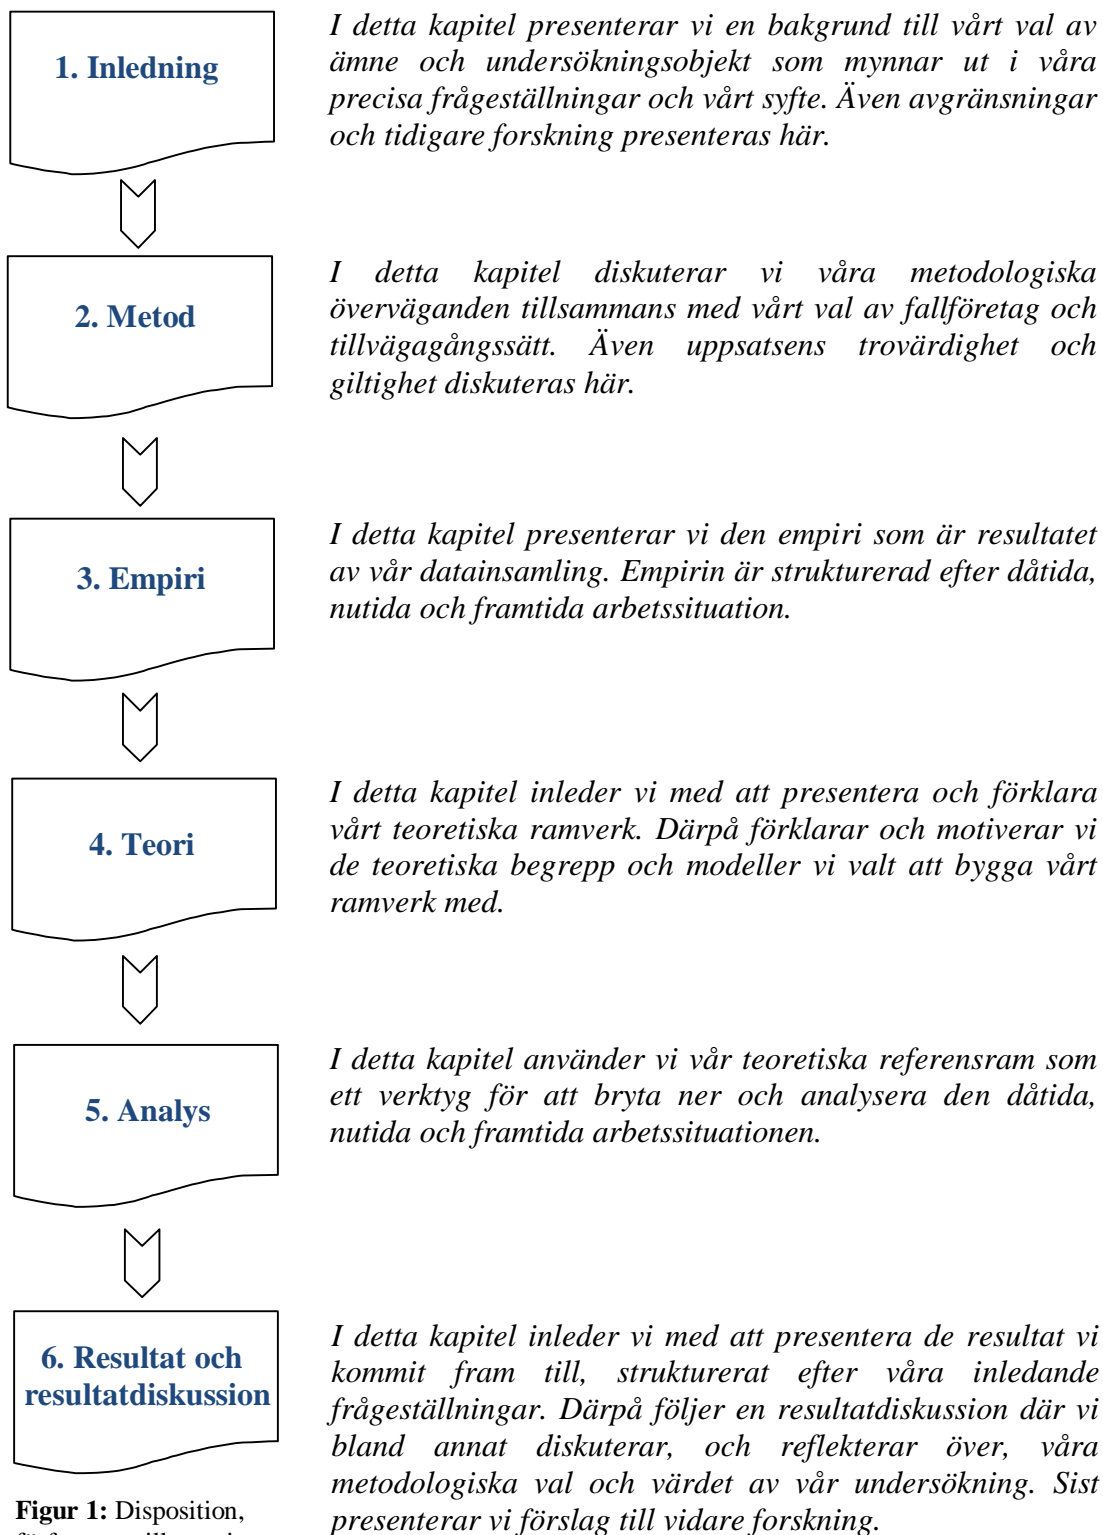 1. Inledning
I detta kapitel presenterar vi en bakgrund till vårt val av
ämne och undersökningsobjekt som mynnar ut i våra
precisa frågeställningar och vårt syfte. Även avgränsningar
och tidigare forskning presenteras här.
2. Metod
I detta kapitel diskuterar vi våra metodologiska
överväganden tillsammans med vårt val av fallföretag och
tillvägagångssätt. Även uppsatsens trovärdighet och
giltighet diskuteras här.
3. Empiri
I detta kapitel presenterar vi den empiri som är resultatet
av vår datainsamling. Empirin är strukturerad efter dåtida,
nutida och framtida arbetssituation.
4. Teori
I detta kapitel inleder vi med att presentera och förklara
vårt teoretiska ramverk. Därpå förklarar och motiverar vi
de teoretiska begrepp och modeller vi valt att bygga vårt
ramverk med.
5. Analys
I detta kapitel använder vi vår teoretiska referensram som
ett verktyg för att bryta ner och analysera den dåtida,
nutida och framtida arbetssituationen.
6. Resultat och
resultatdiskussion
I detta kapitel inleder vi med att presentera de resultat vi
kommit fram till, strukturerat efter våra inledande
frågeställningar. Därpå följer en resultatdiskussion där vi
bland annat diskuterar, och reflekterar över, våra
metodologiska val och värdet av vår undersökning. Sist
presenterar vi förslag till vidare forskning.
Figur 1: Disposition,